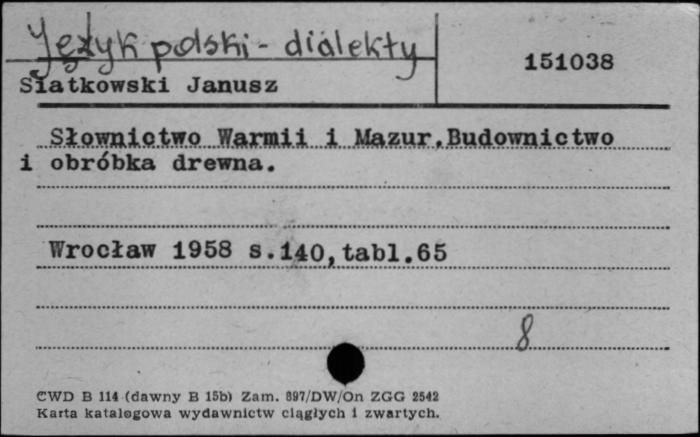 Język polski - dialekty
151038
Siatkowski Janusz
Słownictwo Warmii i Mazur.Budownictwo
i obróbka drewna.
Wrocław 1958 s.140,tabl.65
8
CWD B 114 (dawny B 15b) Zam. 897/DW/On ZGG 2542
Karta katalogowa wydawnictw ciągłych i zwartych.